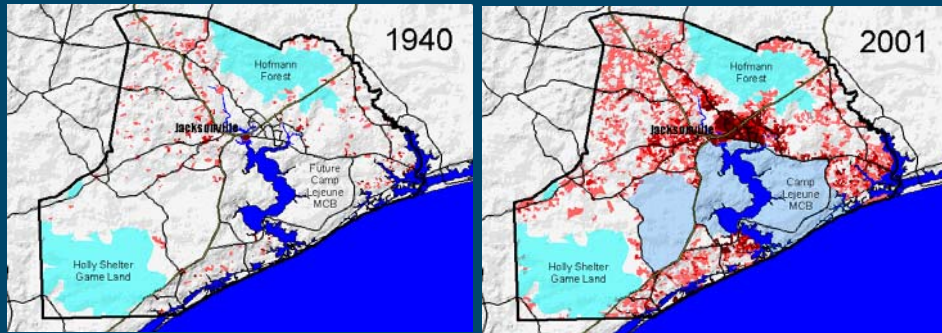 1940
Hofmann
Forest
Jacksonville
Future
Camp
Lejeune
MCB
Holly Shelter
Game Land
2001
Hofmann
Forest
Jacksonville
Camp
Lejeune
MCB
Holly Shelter
Game Land